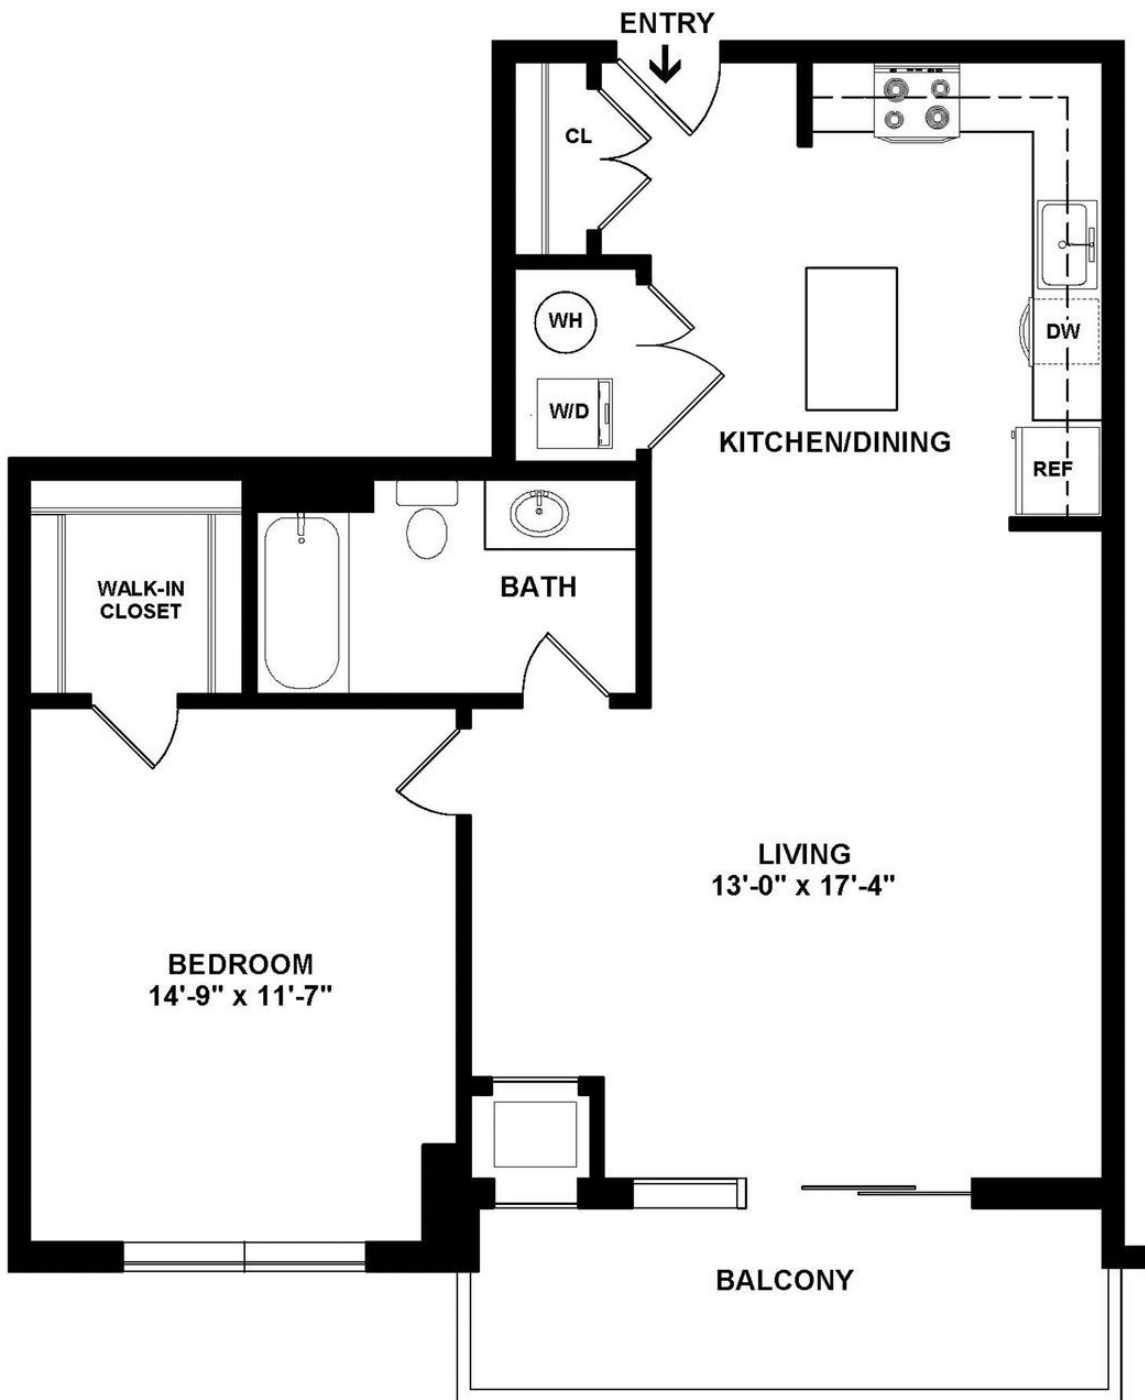 ENTRY
CL
WH
DW
W/D
KITCHEN/DINING
REF
WALK-IN
CLOSET
BATH
LIVING
13'-0" x 17'-4"
BEDROOM
14'-9" x 11'-7"
BALCONY